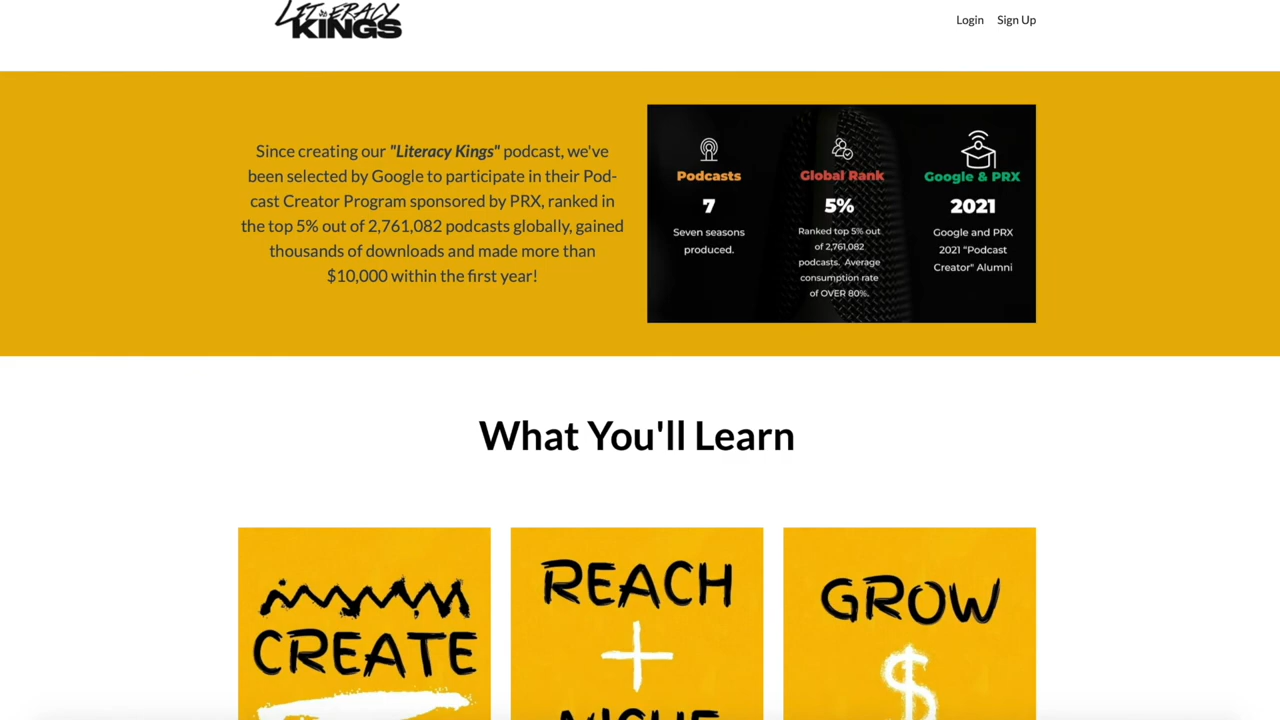 LITERACY
KINGS
Login Sign Up
Since creating our "Literacy Kings" podcast, we've
been selected by Google to participate in their Pod-
cast Creator Program sponsored by PRX, ranked in
the top 5% out of 2,761,082 podcasts globally, gained
thousands of downloads and made more than
$10,000 within the first year!
Podcasts
7
Seven seasons
produced.
Global Rank
5%
Ranked top 5% out
of 2,761,082
podcasts. Average
consumption rate
of OVER 80%.
Google & PRX
2021
Google and PRX
2021 "Podcast
Creator" Alumni
What You'll Learn
CREATE
REACH
+
NICHE
GROW
$